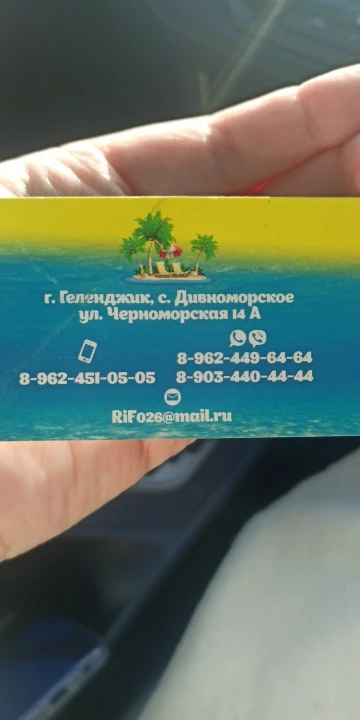 г. Геленджик, с. Дивноморское
ул. Черноморская 14 А
8-962-449-64-64
8-962-451-05-05 8-903-440-44-44
RiFo26@mail.ru